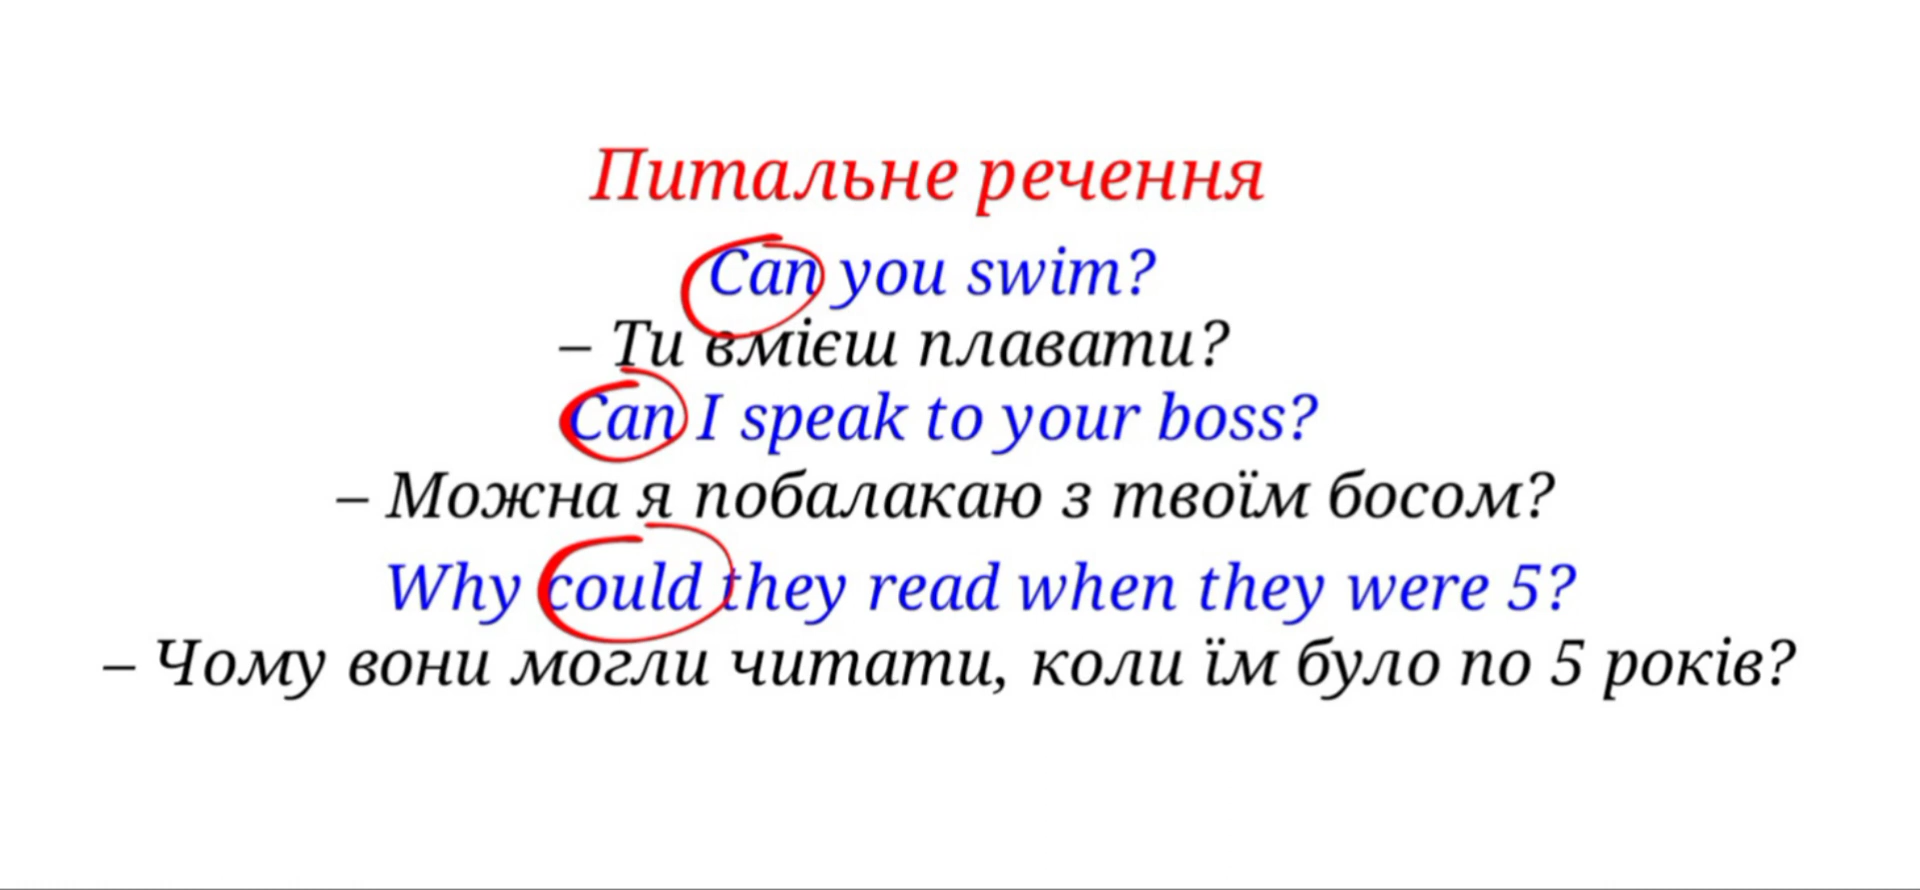 Питальне речення
Can you swim?
– Ти вмієш плавати?
Can I speak to your boss?
– Можна я побалакаю з твоїм босом?
Why could they read when they were 5?
– Чому вони могли читати, коли їм було по 5 років?